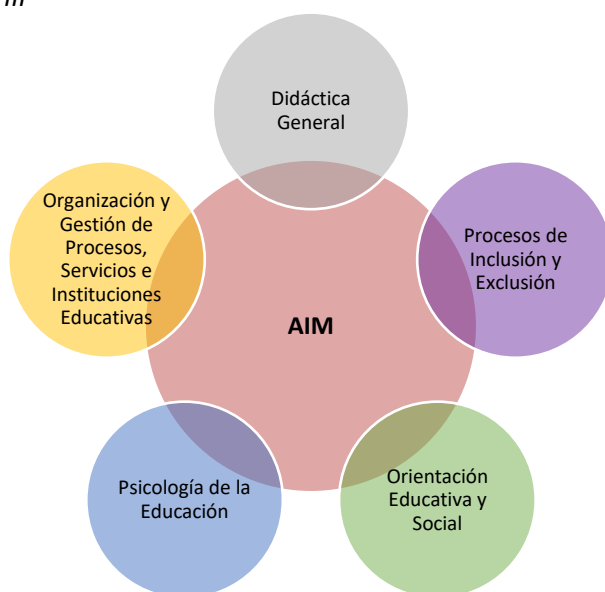 Didáctica
General
Organización y
Gestión de
Procesos,
Servicios e
Instituciones
Educativas
Procesos de
Inclusión y
Exclusión
AIM
Psicología de la
Educación
Orientación
Educativa y
Social